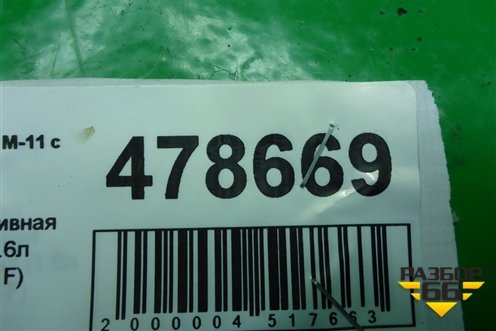 М-11 с
478669
ивная
.6л
F)
2000004517663
РАЗБОР
66